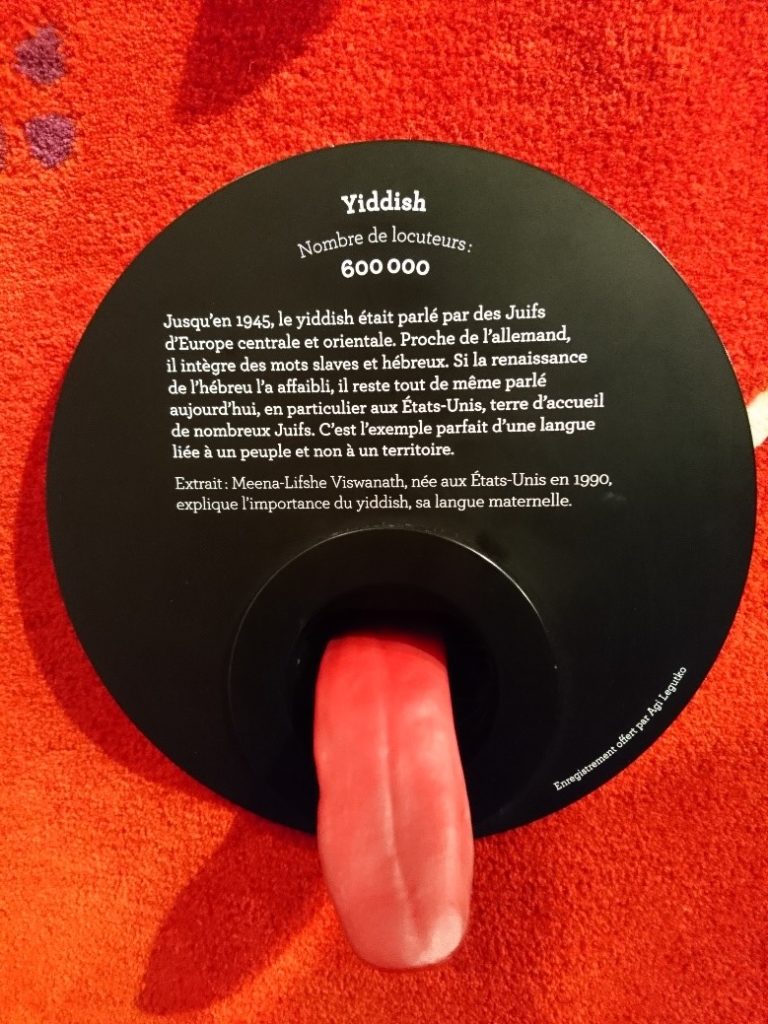 Yiddish
Nombre de locuteurs :
600 000
Jusqu'en 1945, le yiddish était parlé par des Juifs
d'Europe centrale et orientale. Proche de l'allemand,
il intègre des mots slaves et hébreux. Si la renaissance
de l'hébreu l'a affaibli, il reste tout de même parlé
aujourd'hui, en particulier aux États-Unis, terre d'accueil
de nombreux Juifs. C'est l'exemple parfait d'une langue
liée à un peuple et non à un territoire.
Extrait : Meena-Lifshe Viswanath, née aux États-Unis en 1990,
explique l'importance du yiddish, sa langue maternelle.
Enregistrement offert par Agi Legutko